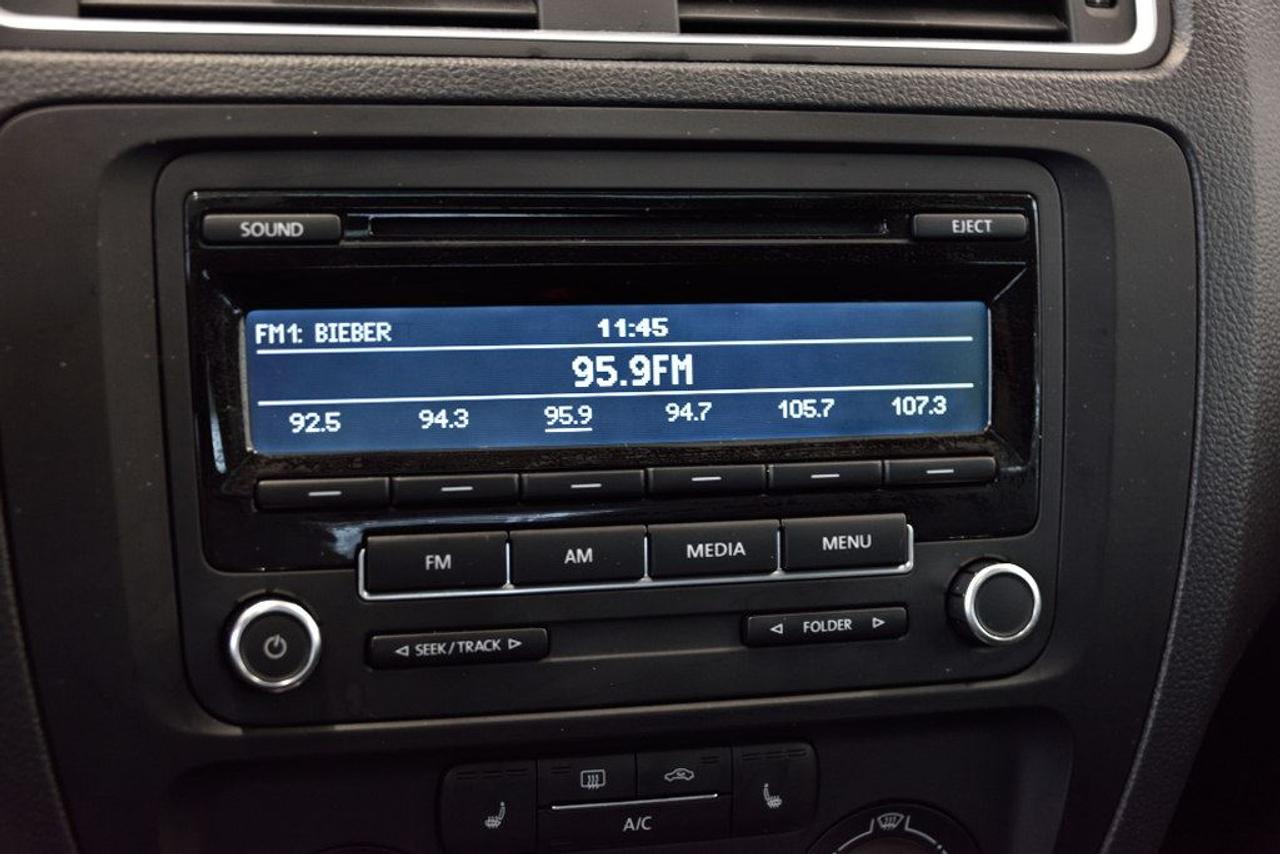 SOUND EJECT
FM1: BIEBER 11:45
95.9FM
92.5 94.3 95.9 94.7 105.7 107.3
FM AM MEDIA MENU
SEEK/TRACK FOLDER
A/C